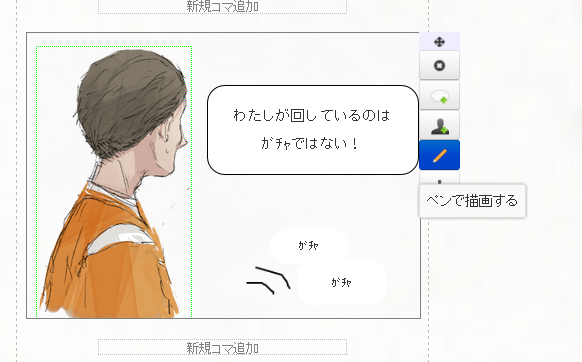 新規コマ追加
わたしが回しているのは
ｶﾞﾁｬではない！
ペンで描画する
ｶﾞﾁｬ
ｶﾞﾁｬ
新規コマ追加